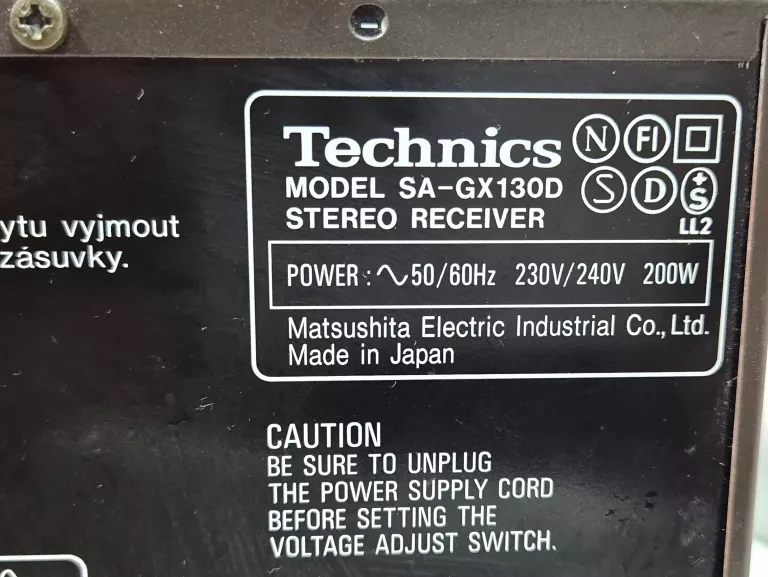 Technics N FI
MODEL SA-GX130D S D +S
STEREO RECEIVER LL2
ytu vyjmout
zásuvky.
POWER : ∿50/60Hz 230V/240V 200W
Matsushita Electric Industrial Co., Ltd.
Made in Japan
CAUTION
BE SURE TO UNPLUG
THE POWER SUPPLY CORD
BEFORE SETTING THE
VOLTAGE ADJUST SWITCH.